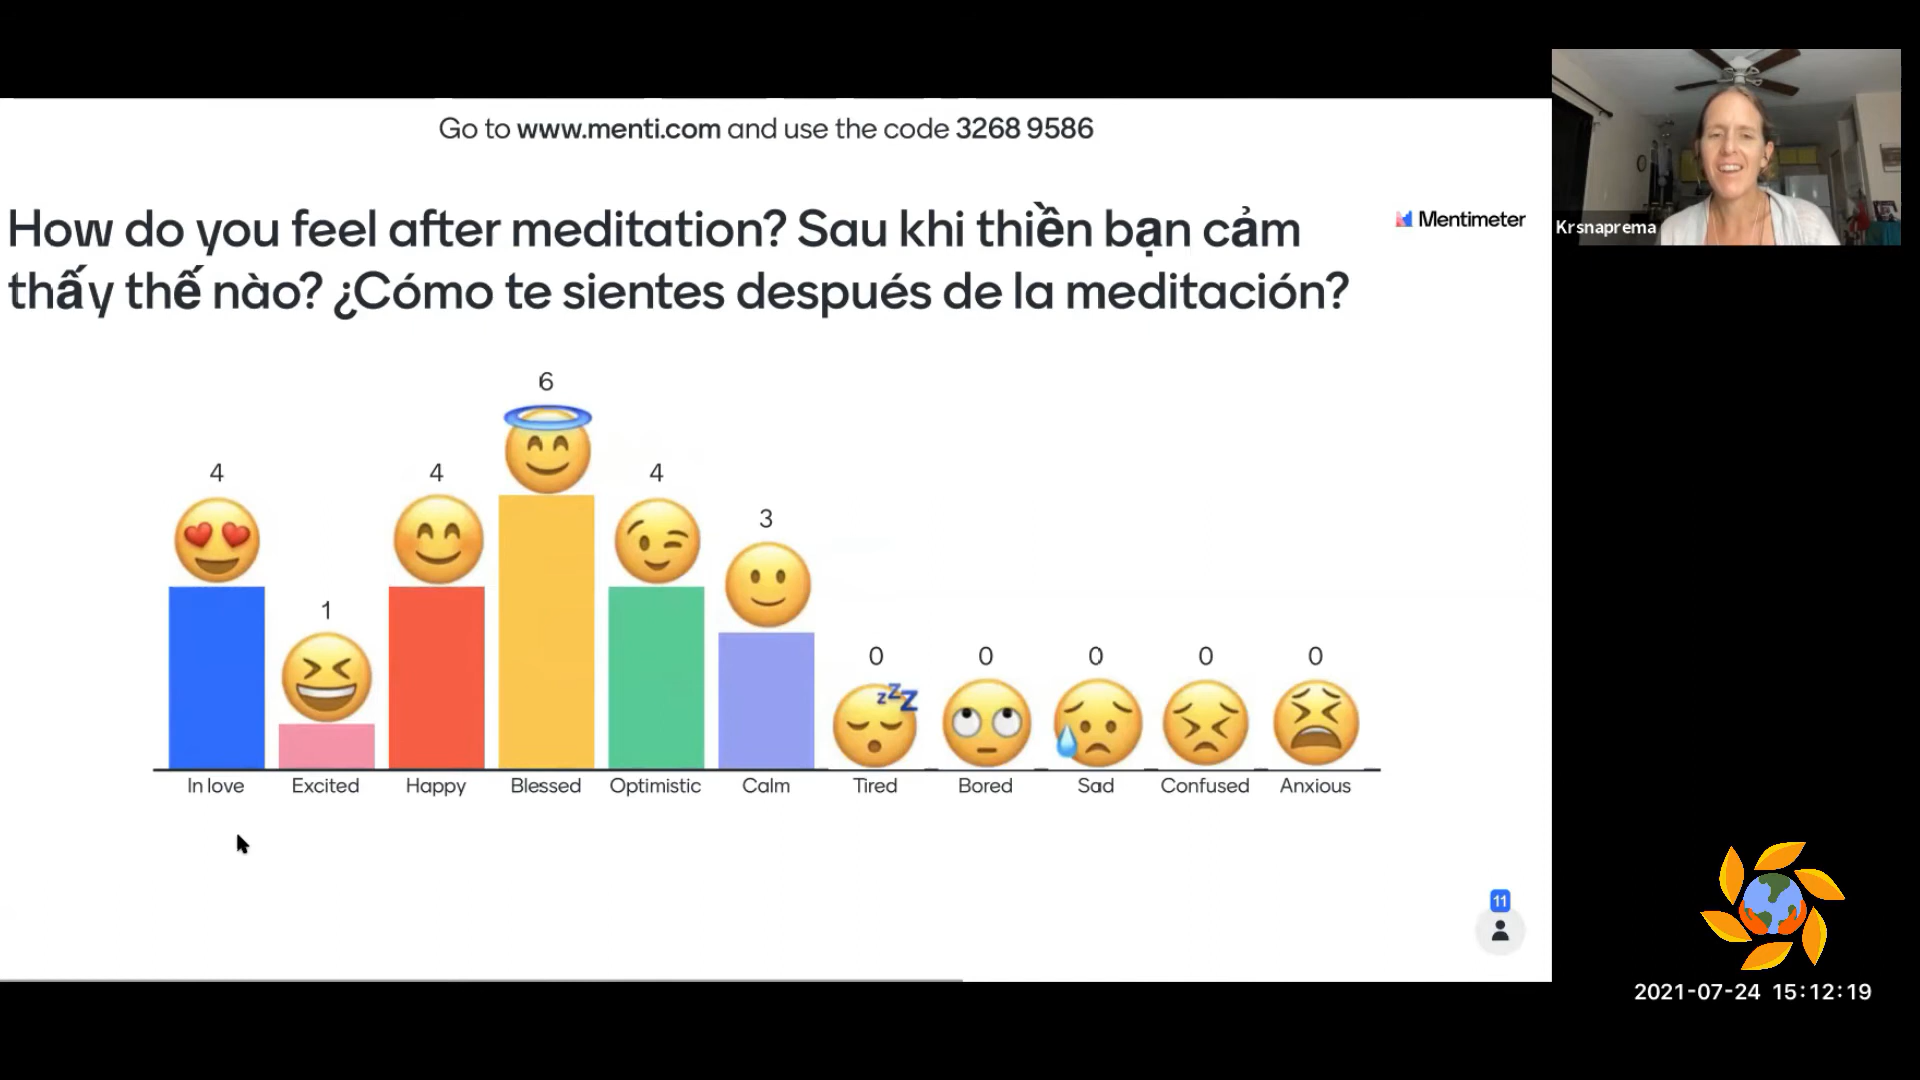 Go to www.menti.com and use the code 3268 9586
How do you feel after meditation? Sau khi thiền bạn cảm
thấy thế nào? ¿Cómo te sientes después de la meditación?
Mentimeter
Krsnaprema
6
4
4
4
3
1
0
0
0
0
0
zzZ
In love
Excited
Happy
Blessed
Optimistic
Calm
Tired
Bored
Sad
Confused
Anxious
11
2021-07-24 15:12:19